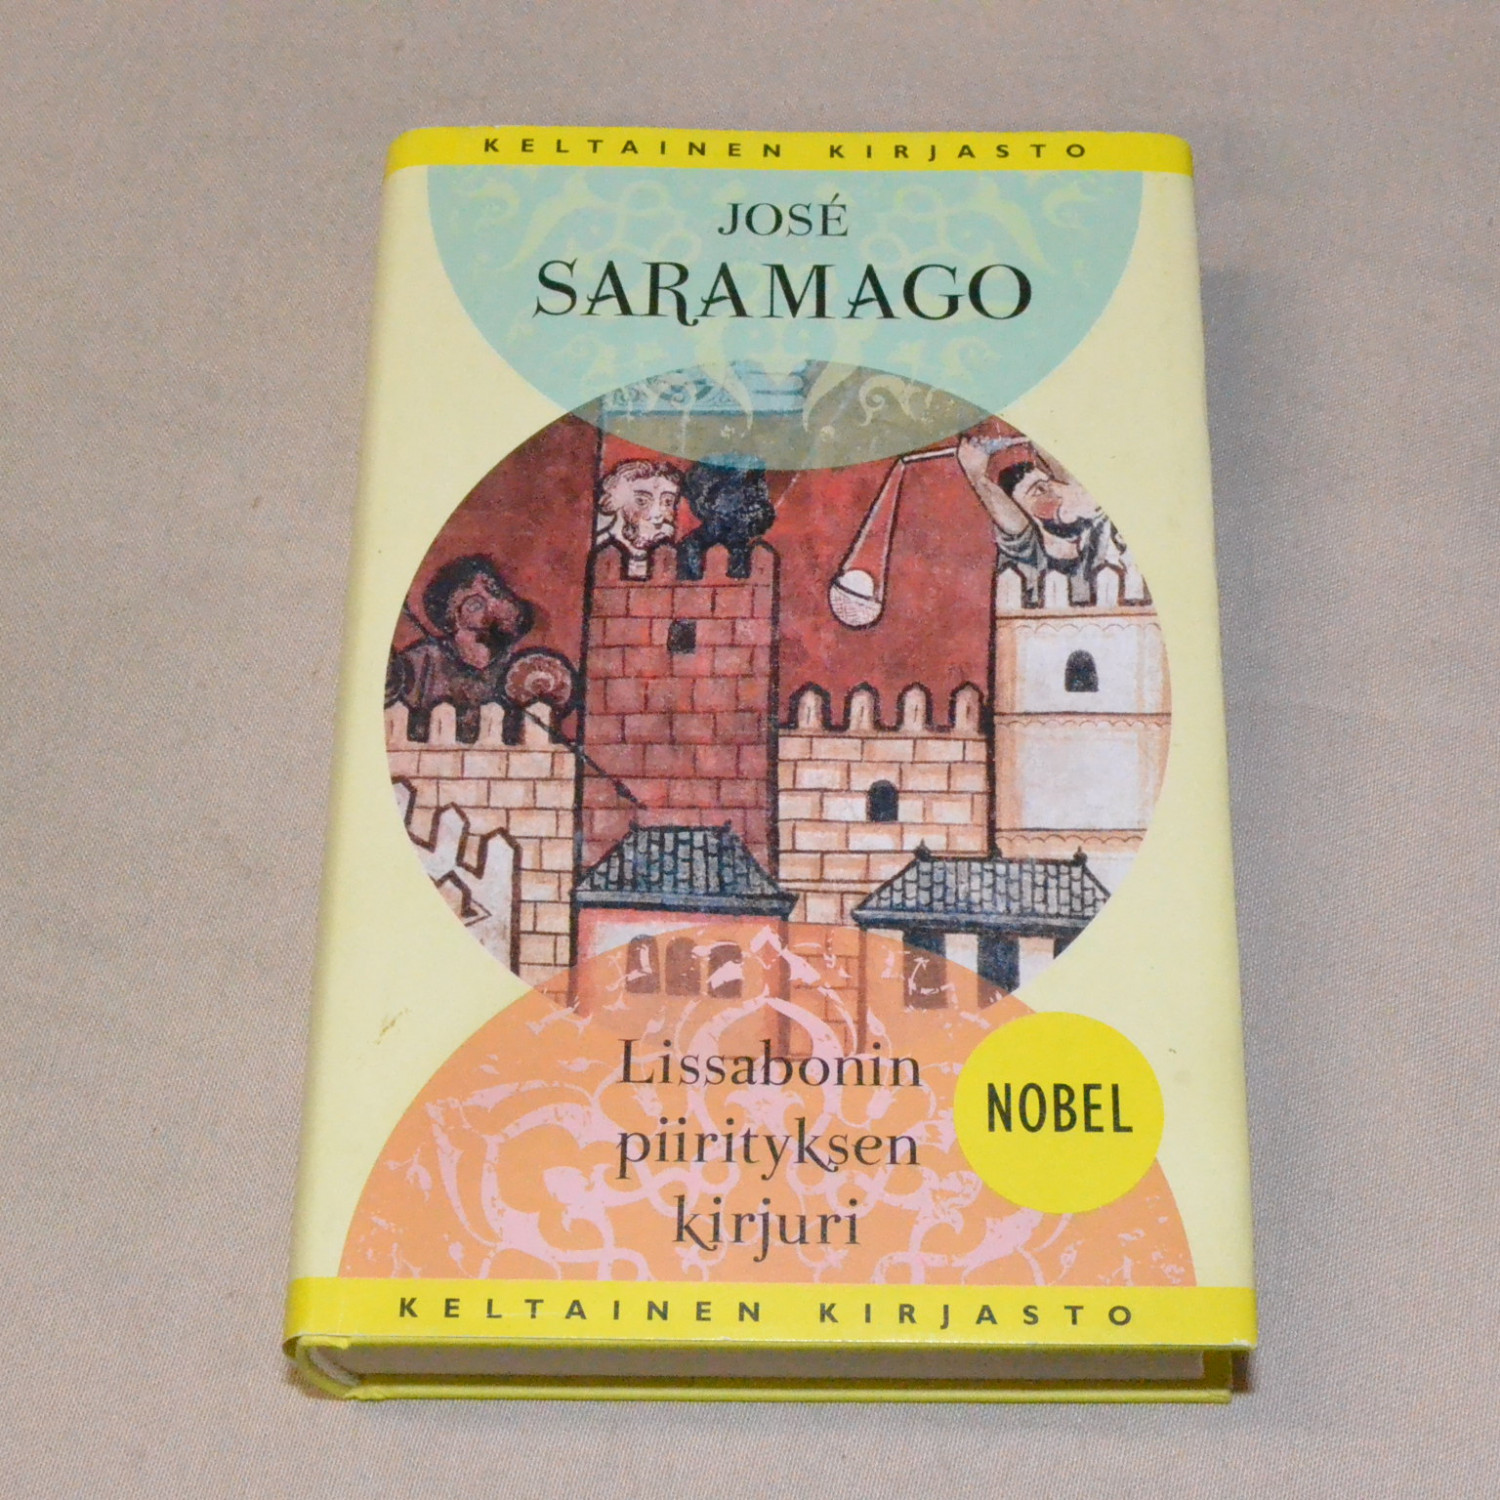 KELTAINEN KIRJASTO
JOSÉ
SARAMAGO
Lissabonin
piirityksen
kirjuri
NOBEL
KELTAINEN KIRJASTO